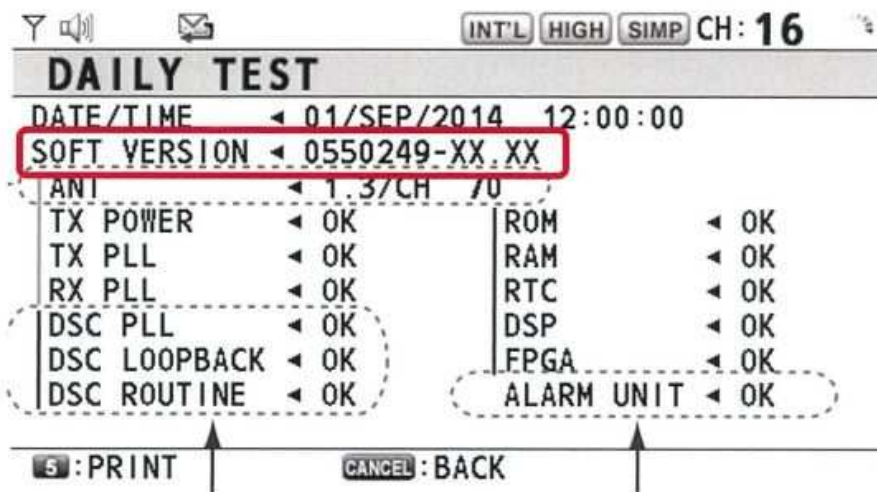 INT'L HIGH SIMP CH: 16
DAILY TEST
DATE/TIME ◄ 01/SEP/2014 12:00:00
SOFT VERSION ◄ 0550249-XX.XX
ANT ◄ 1.3/CH 70
TX POWER ◄ OK ROM ◄ OK
TX PLL ◄ OK RAM ◄ OK
RX PLL ◄ OK RTC ◄ OK
DSC PLL ◄ OK DSP ◄ OK
DSC LOOPBACK ◄ OK FPGA ◄ OK
DSC ROUTINE ◄ OK ALARM UNIT ◄ OK
5 :PRINT CANCEL :BACK